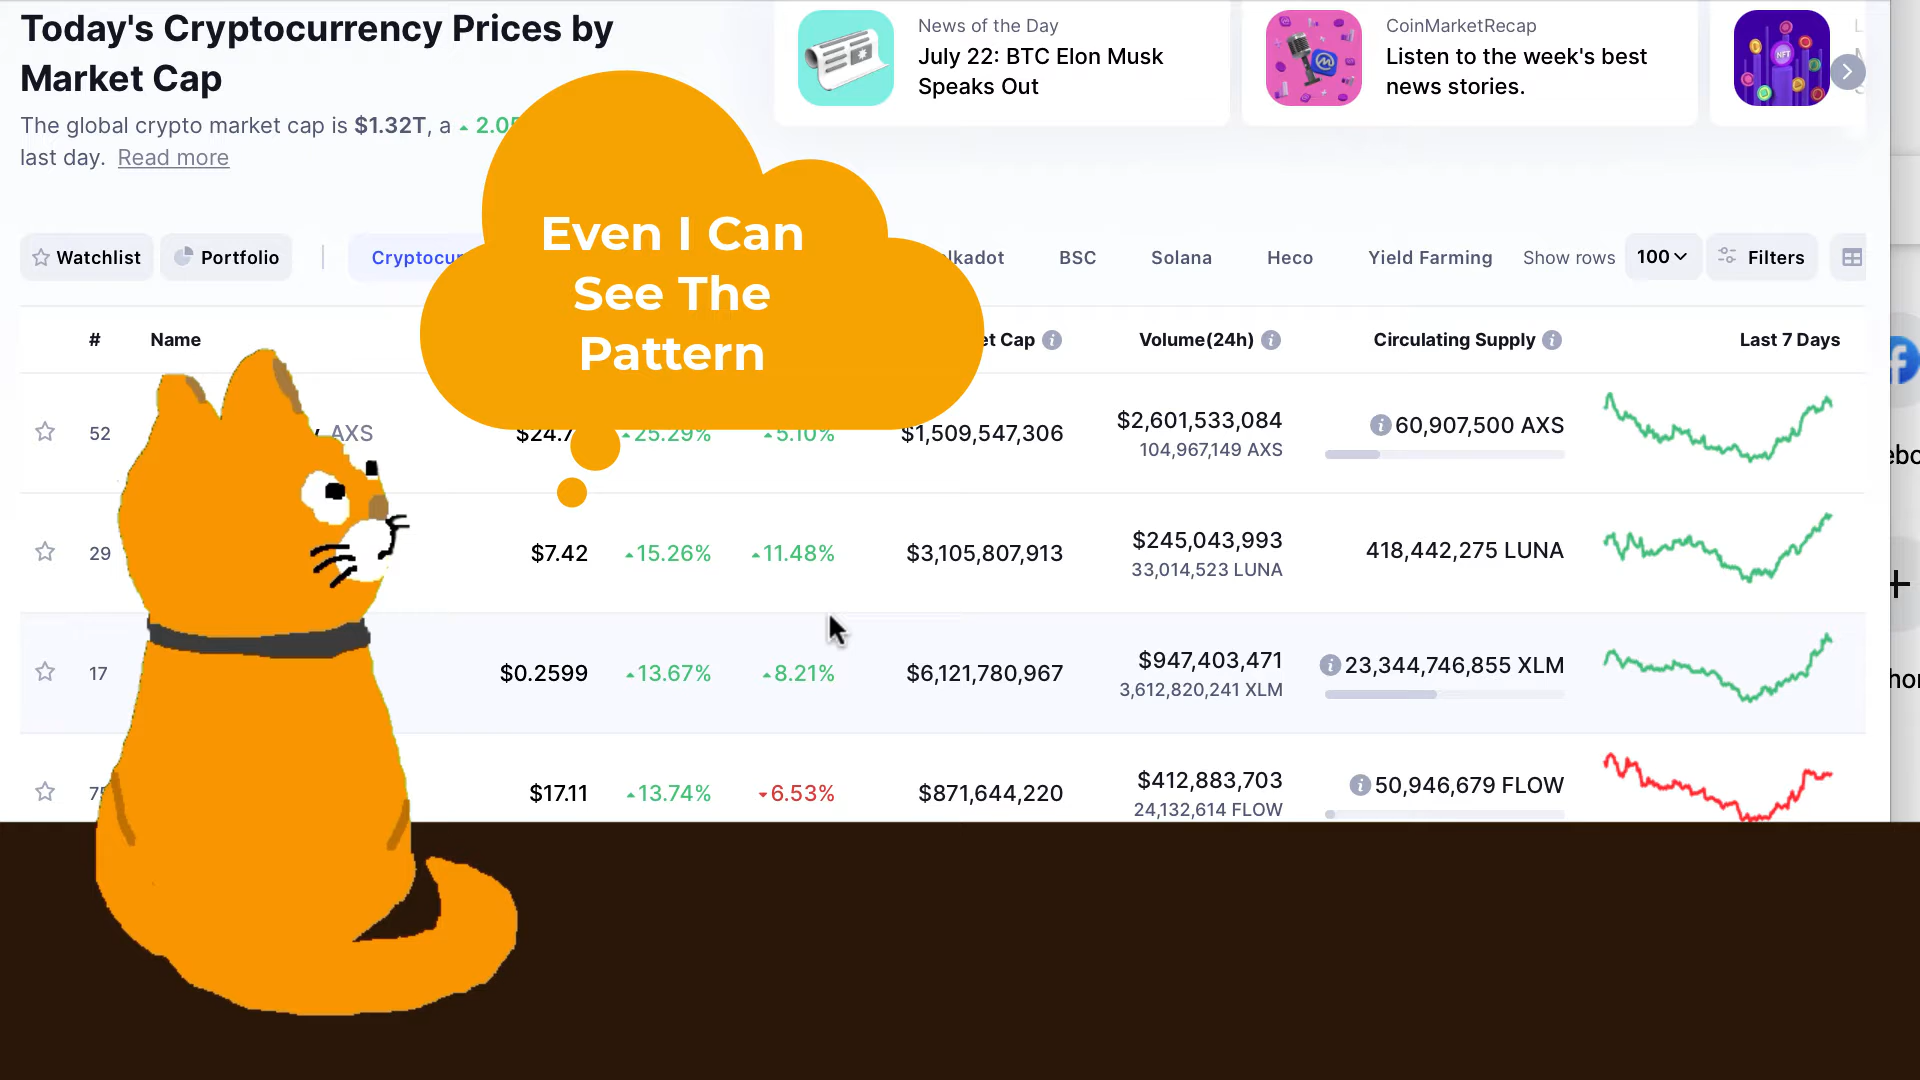 Today's Cryptocurrency Prices by
Market Cap
The global crypto market cap is $1.32T, a
last day. Read more
News of the Day
July 22: BTC Elon Musk
Speaks Out
CoinMarketRecap
Listen to the week's best
news stories.
NFT
Even I Can
See The
Pattern
Watchlist
Portfolio
BSC
Solana
Heco
Yield Farming
Show rows
100
Filters
# Name Cap Volume(24h) Circulating Supply Last 7 Days
52 AXS 25.29% 5.10% $1,509,547,306 $2,601,533,084 60,907,500 AXS
104,967,149 AXS
29 $7.42 15.26% 11.48% $3,105,807,913 $245,043,993 418,442,275 LUNA
33,014,523 LUNA
17 $0.2599 13.67% 8.21% $6,121,780,967 $947,403,471 23,344,746,855 XLM
3,612,820,241 XLM
$17.11 13.74% 6.53% $871,644,220 $412,883,703 50,946,679 FLOW
24,132,614 FLOW